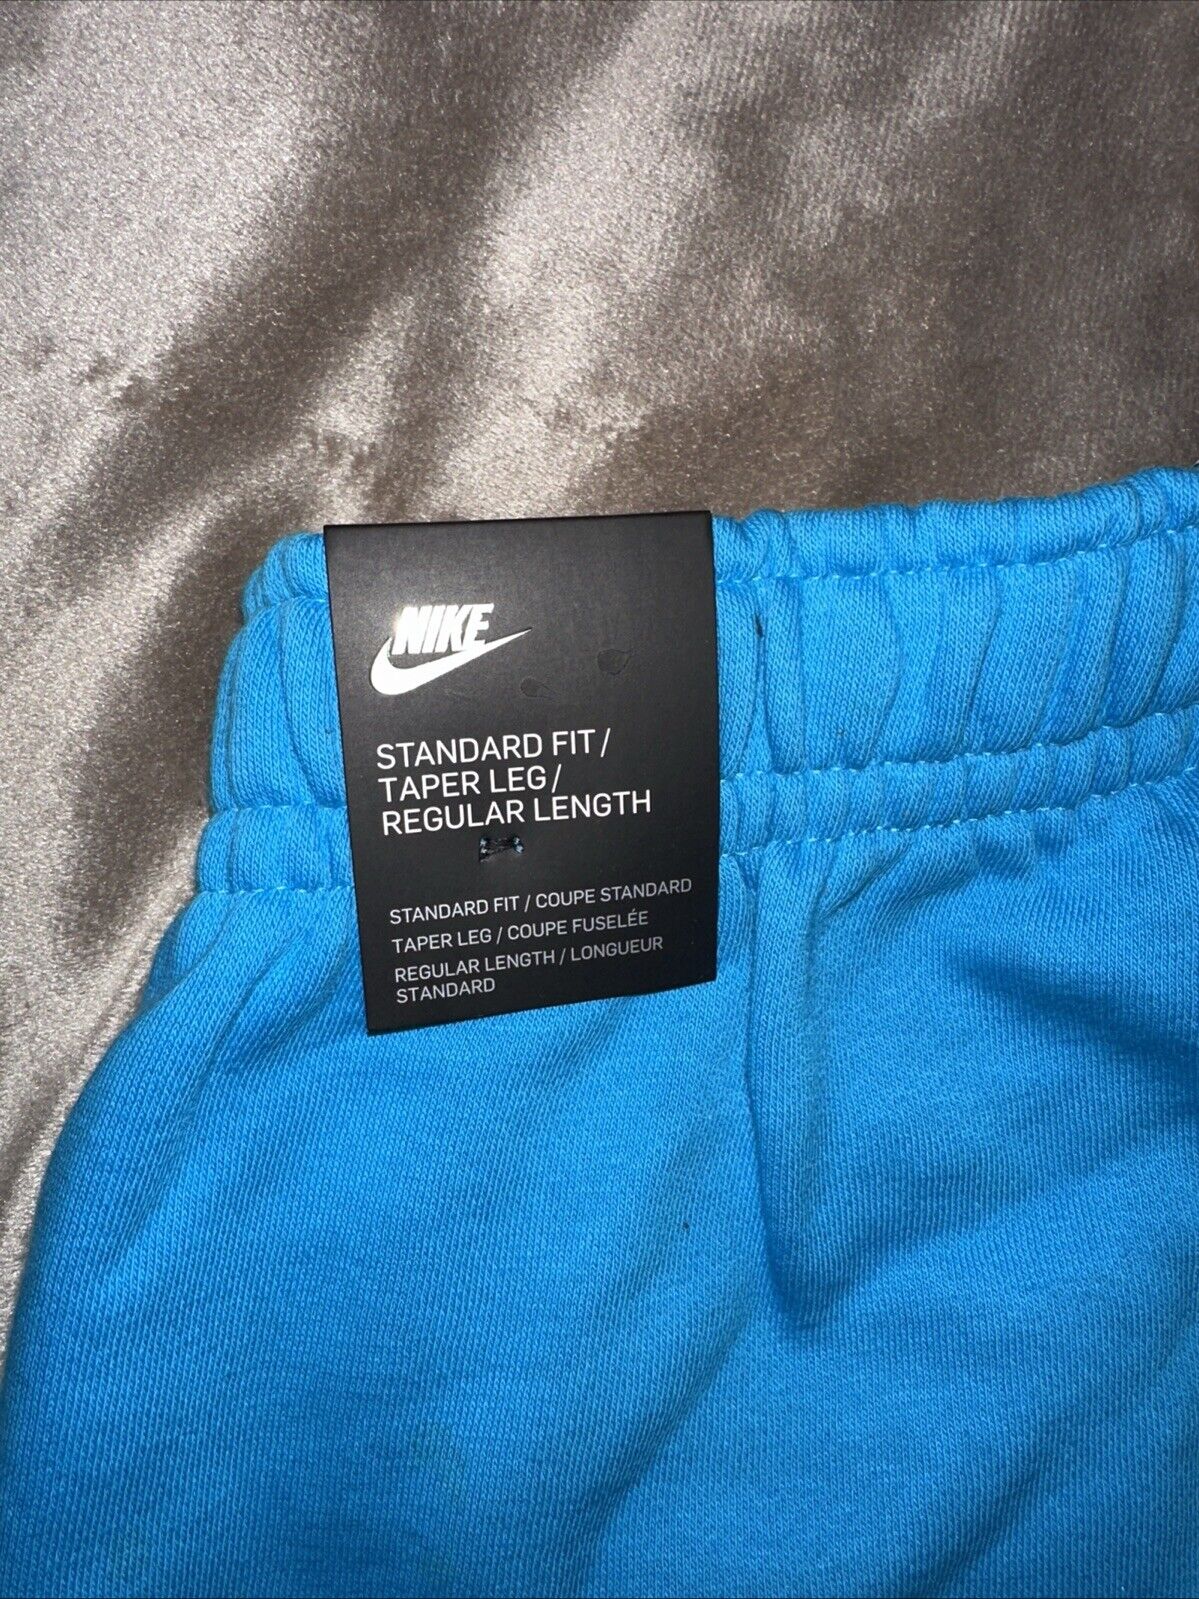 NIKE
STANDARD FIT /
TAPER LEG /
REGULAR LENGTH
STANDARD FIT / COUPE STANDARD
TAPER LEG / COUPE FUSELÉE
REGULAR LENGTH / LONGUEUR
STANDARD